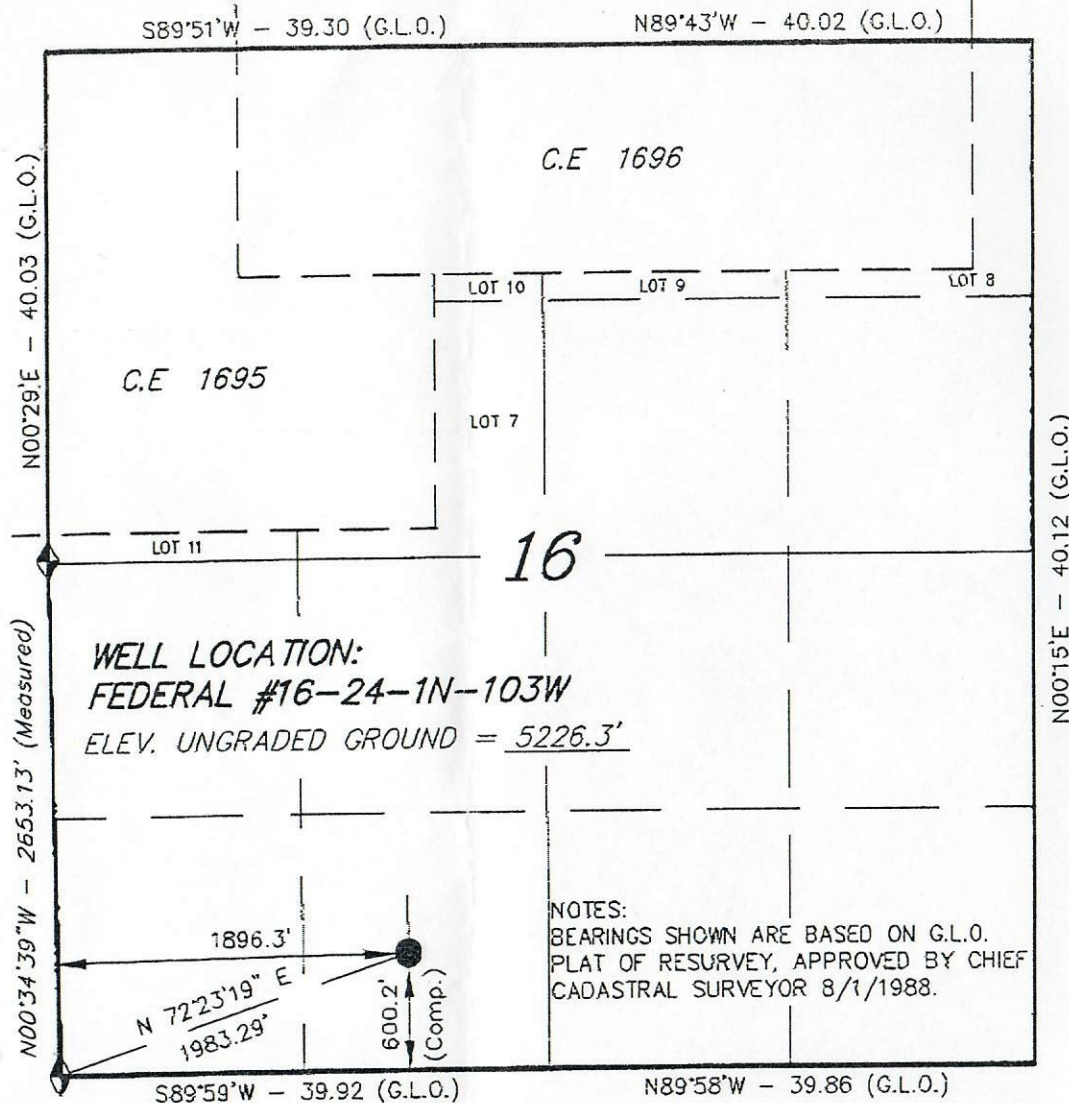 S89°51'W - 39.30 (G.L.O.)
N89°43'W - 40.02 (G.L.O.)
N00°29'E - 40.03 (G.L.O.)
C.E 1696
LOT 10
LOT 9
LOT 8
C.E 1695
LOT 7
N00°15'E - 40.12 (G.L.O.)
LOT 11
16
WELL LOCATION:
FEDERAL #16-24-1N-103W
ELEV. UNGRADED GROUND = 5226.3'
N00°34'39"W - 2653.13' (Measured)
1896.3'
N 72°23'19" E
1983.29'
600.2'
(Comp.)
NOTES:
BEARINGS SHOWN ARE BASED ON G.L.O.
PLAT OF RESURVEY, APPROVED BY CHIEF
CADASTRAL SURVEYOR 8/1/1988.
S89°59'W - 39.92 (G.L.O.)
N89°58'W - 39.86 (G.L.O.)